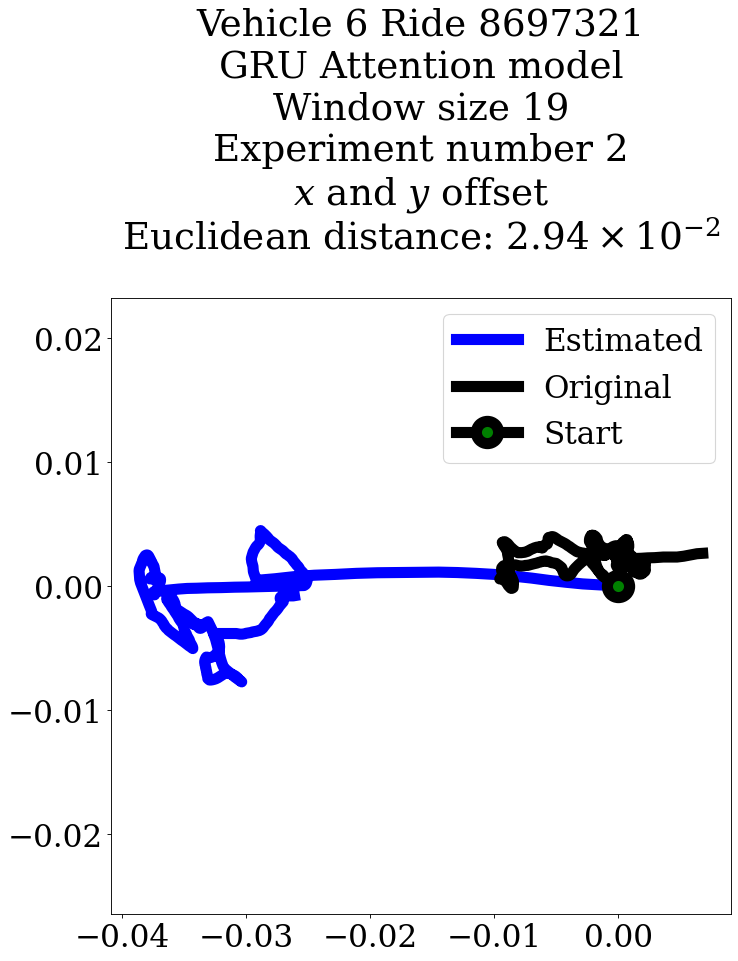 Vehicle 6 Ride 8697321
GRU Attention model
Window size 19
Experiment number 2
x and y offset
Euclidean distance: 2.94 × 10⁻²
Estimated
Original
Start
0.02
0.01
0.00
−0.01
−0.02
−0.04 −0.03 −0.02 −0.01 0.00